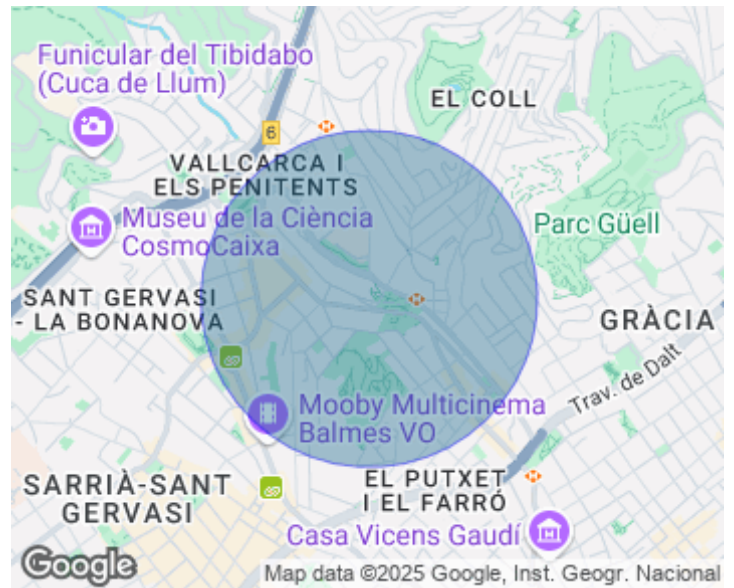 Funicular del Tibidabo
(Cuca de Llum)
EL COLL
6
VALLCARCA I
ELS PENITENTS
Museu de la Ciència
CosmoCaixa
Parc Güell
SANT GERVASI
- LA BONANOVA
GRÀCIA
Trav. de Dalt
Mooby Multicinema
Balmes VO
SARRIÀ-SANT
GERVASI
EL PUTXET
I EL FARRÓ
Casa Vicens Gaudí
Google
Map data ©2025 Google, Inst. Geogr. Nacional